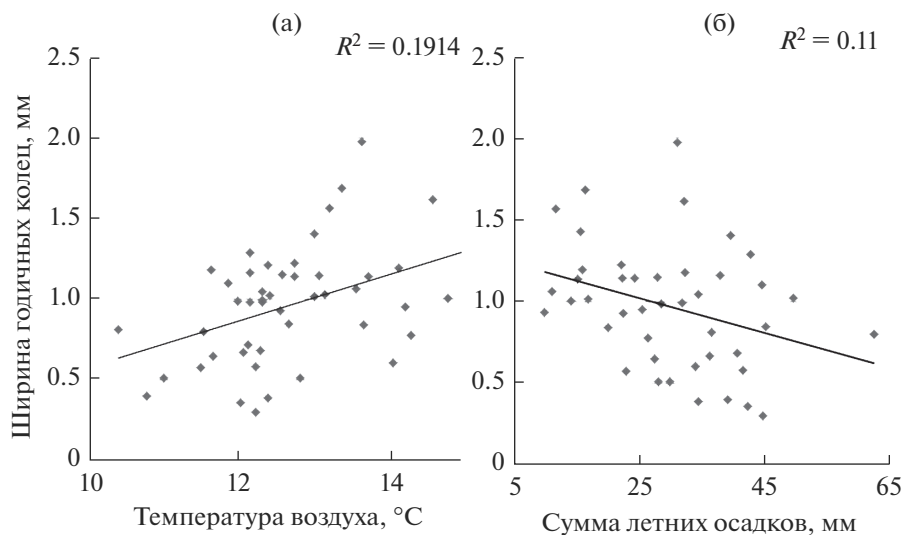 (а)
R² = 0.1914
Ширина годичных колец, мм
2.5
2.0
1.5
1.0
0.5
0
10
12
14
Температура воздуха, °C
(б)
R² = 0.11
2.5
2.0
1.5
1.0
0.5
0
5
25
45
65
Сумма летних осадков, мм